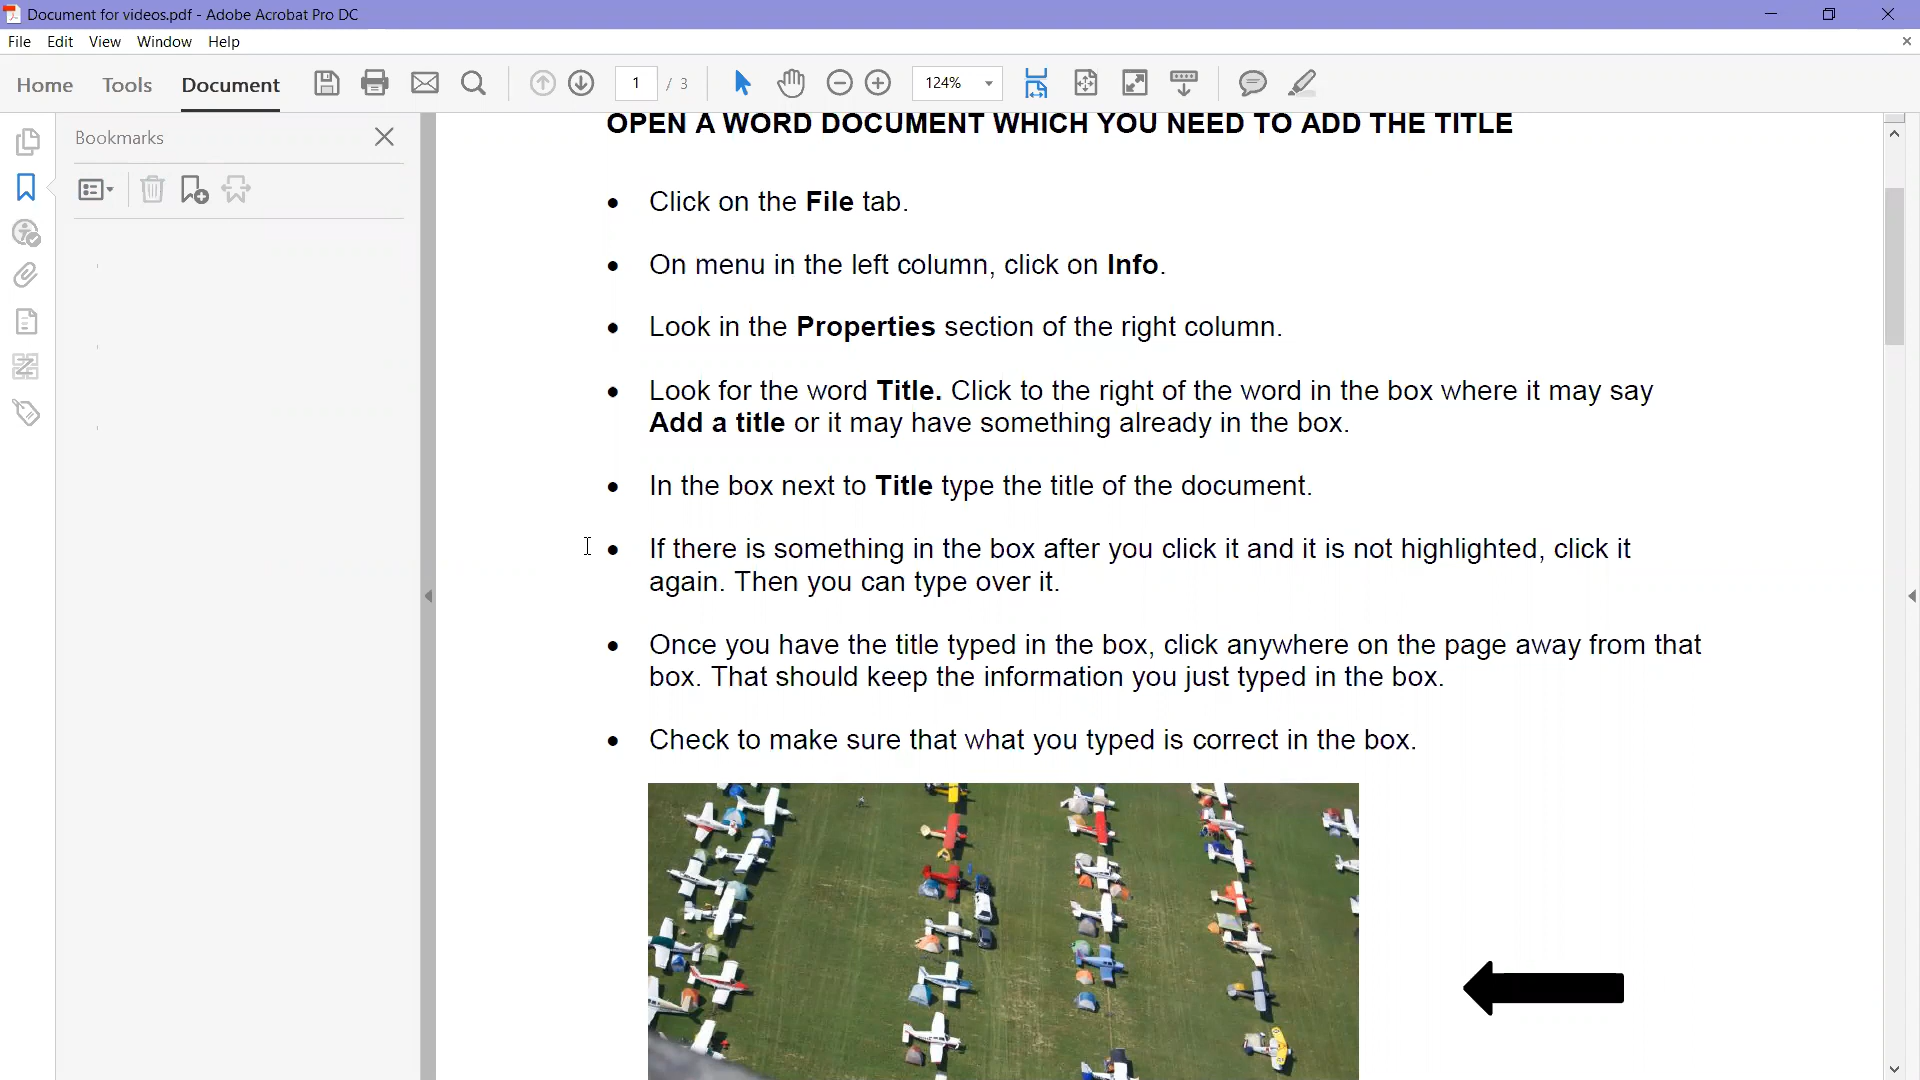 Document for videos.pdf - Adobe Acrobat Pro DC
File Edit View Window Help
Home Tools Document 1 / 3 124%
Bookmarks
OPEN A WORD DOCUMENT WHICH YOU NEED TO ADD THE TITLE
• Click on the File tab.
• On menu in the left column, click on Info.
• Look in the Properties section of the right column.
• Look for the word Title. Click to the right of the word in the box where it may say
Add a title or it may have something already in the box.
• In the box next to Title type the title of the document.
• If there is something in the box after you click it and it is not highlighted, click it
again. Then you can type over it.
• Once you have the title typed in the box, click anywhere on the page away from that
box. That should keep the information you just typed in the box.
• Check to make sure that what you typed is correct in the box.